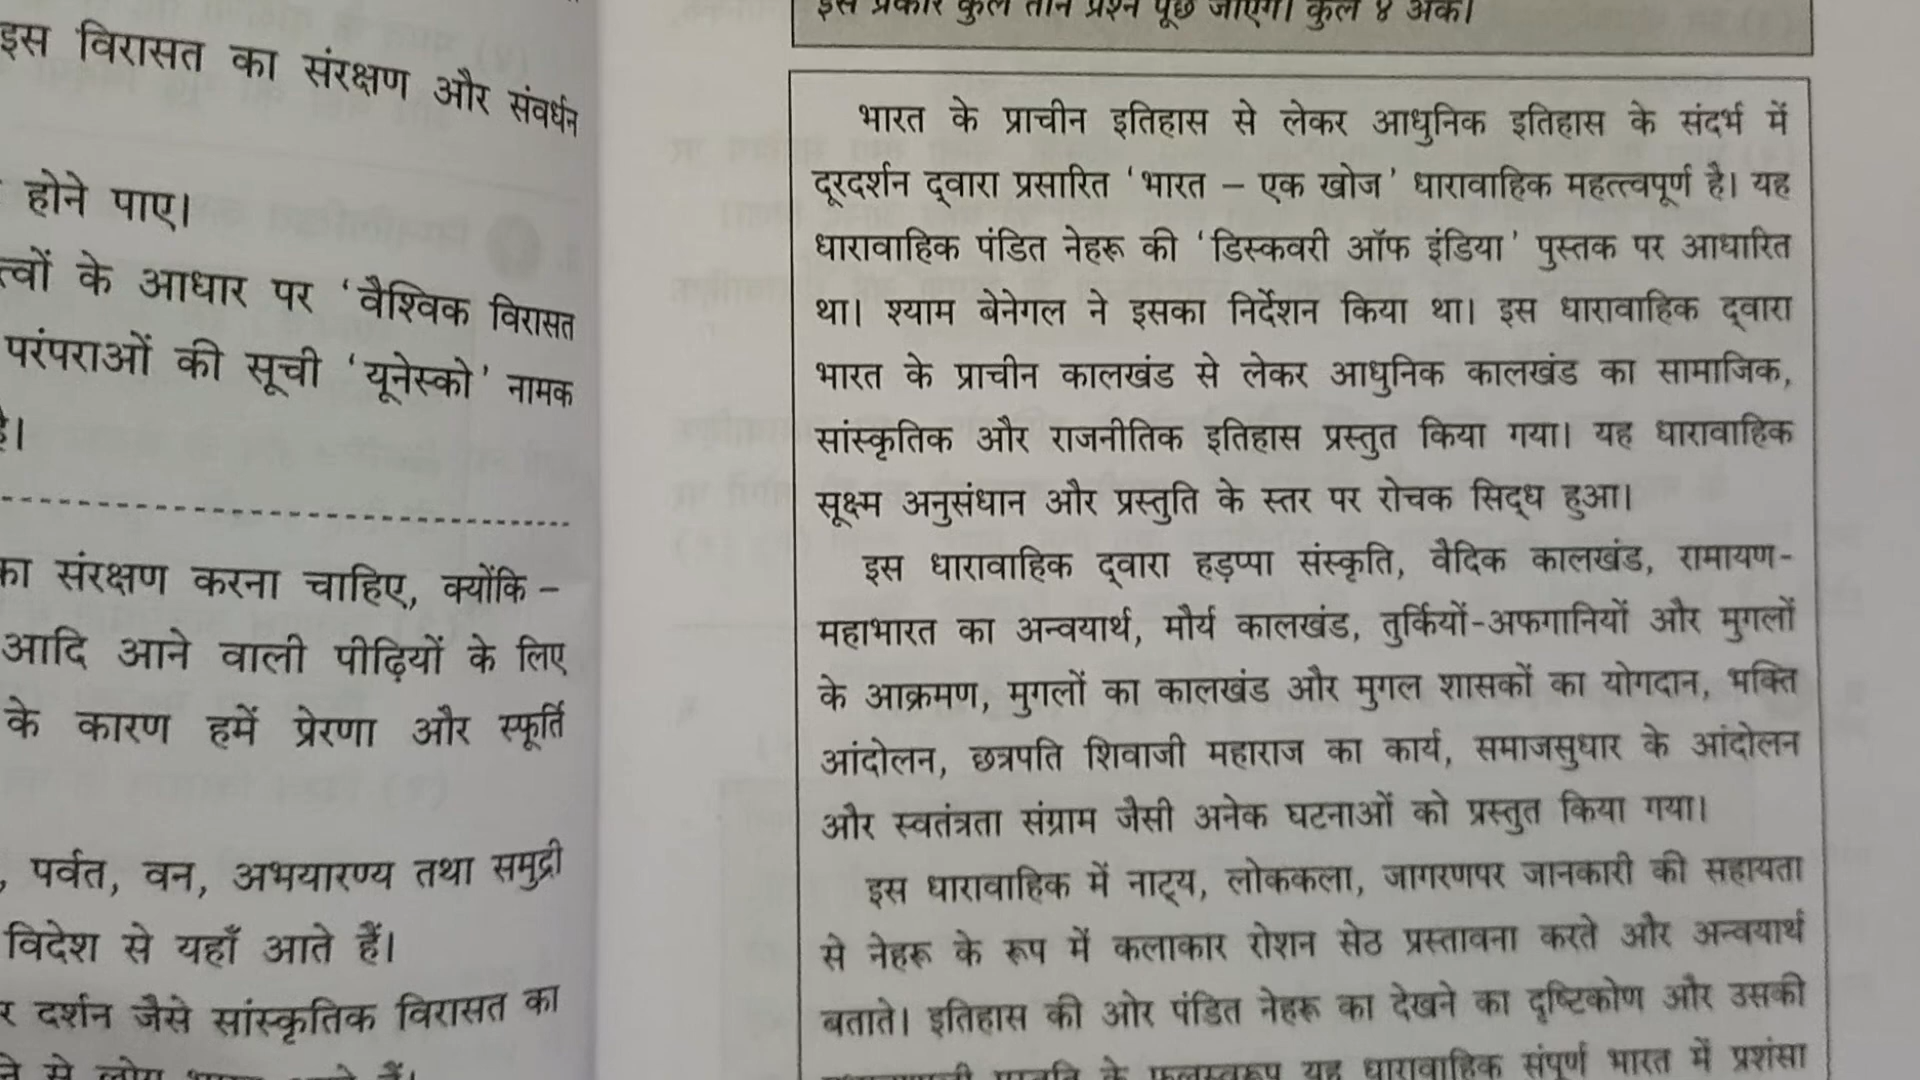 इस विरासत का संरक्षण और संवर्धन
होने पाए।
त्वों के आधार पर 'वैश्विक विरासत
परंपराओं की सूची 'यूनेस्को' नामक
है।
का संरक्षण करना चाहिए, क्योंकि –
आदि आने वाली पीढ़ियों के लिए
के कारण हमें प्रेरणा और स्फूर्ति
, पर्वत, वन, अभयारण्य तथा समुद्री
विदेश से यहाँ आते हैं।
र दर्शन जैसे सांस्कृतिक विरासत का
ने से लोग
इस प्रकार कुल तीन प्रश्न पूछे जाएँगे। कुल ४ अंक।
भारत के प्राचीन इतिहास से लेकर आधुनिक इतिहास के संदर्भ में
दूरदर्शन द्वारा प्रसारित 'भारत – एक खोज' धारावाहिक महत्त्वपूर्ण है। यह
धारावाहिक पंडित नेहरू की 'डिस्कवरी ऑफ इंडिया' पुस्तक पर आधारित
था। श्याम बेनेगल ने इसका निर्देशन किया था। इस धारावाहिक द्वारा
भारत के प्राचीन कालखंड से लेकर आधुनिक कालखंड का सामाजिक,
सांस्कृतिक और राजनीतिक इतिहास प्रस्तुत किया गया। यह धारावाहिक
सूक्ष्म अनुसंधान और प्रस्तुति के स्तर पर रोचक सिद्ध हुआ।
इस धारावाहिक द्वारा हड़प्पा संस्कृति, वैदिक कालखंड, रामायण-
महाभारत का अन्वयार्थ, मौर्य कालखंड, तुर्कियों-अफगानियों और मुगलों
के आक्रमण, मुगलों का कालखंड और मुगल शासकों का योगदान, भक्ति
आंदोलन, छत्रपति शिवाजी महाराज का कार्य, समाजसुधार के आंदोलन
और स्वतंत्रता संग्राम जैसी अनेक घटनाओं को प्रस्तुत किया गया।
इस धारावाहिक में नाट्य, लोककला, जागरणपर जानकारी की सहायता
से नेहरू के रूप में कलाकार रोशन सेठ प्रस्तावना करते और अन्वयार्थ
बताते। इतिहास की ओर पंडित नेहरू का देखने का दृष्टिकोण और उसकी
के फलस्वरूप यह धारावाहिक संपूर्ण भारत में प्रशंसा